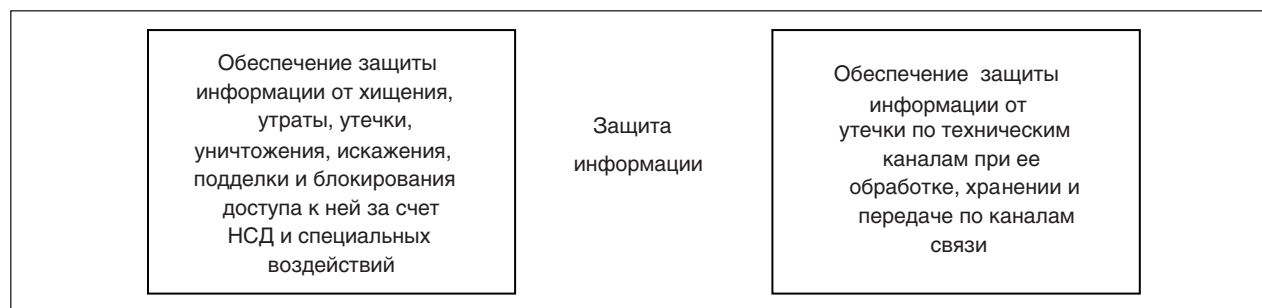 Обеспечение защиты
информации от хищения,
утраты, утечки,
уничтожения, искажения,
подделки и блокирования
доступа к ней за счет
НСД и специальных
воздействий
Защита
информации
Обеспечение защиты
информации от
утечки по техническим
каналам при ее
обработке, хранении и
передаче по каналам
связи